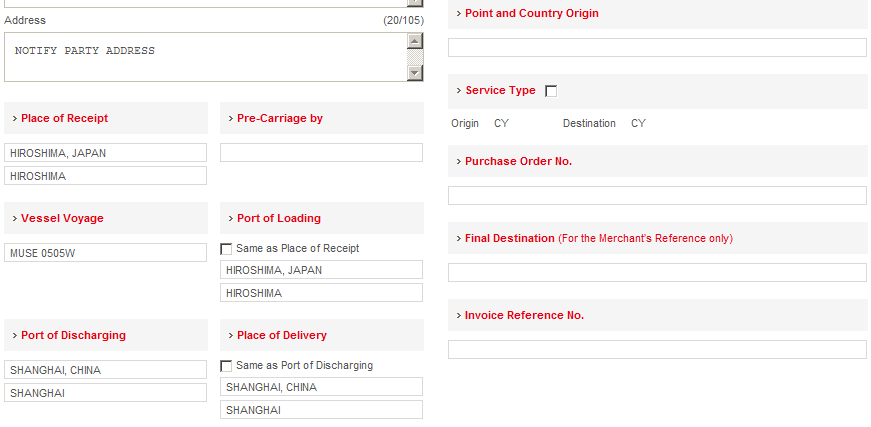 Address (20/105)
NOTIFY PARTY ADDRESS
> Place of Receipt
HIROSHIMA, JAPAN
HIROSHIMA
> Pre-Carriage by
> Vessel Voyage
MUSE 0505W
> Port of Loading
Same as Place of Receipt
HIROSHIMA, JAPAN
HIROSHIMA
> Port of Discharging
SHANGHAI, CHINA
SHANGHAI
> Place of Delivery
Same as Port of Discharging
SHANGHAI, CHINA
SHANGHAI
> Point and Country Origin
> Service Type
Origin CY Destination CY
> Purchase Order No.
> Final Destination (For the Merchant's Reference only)
> Invoice Reference No.